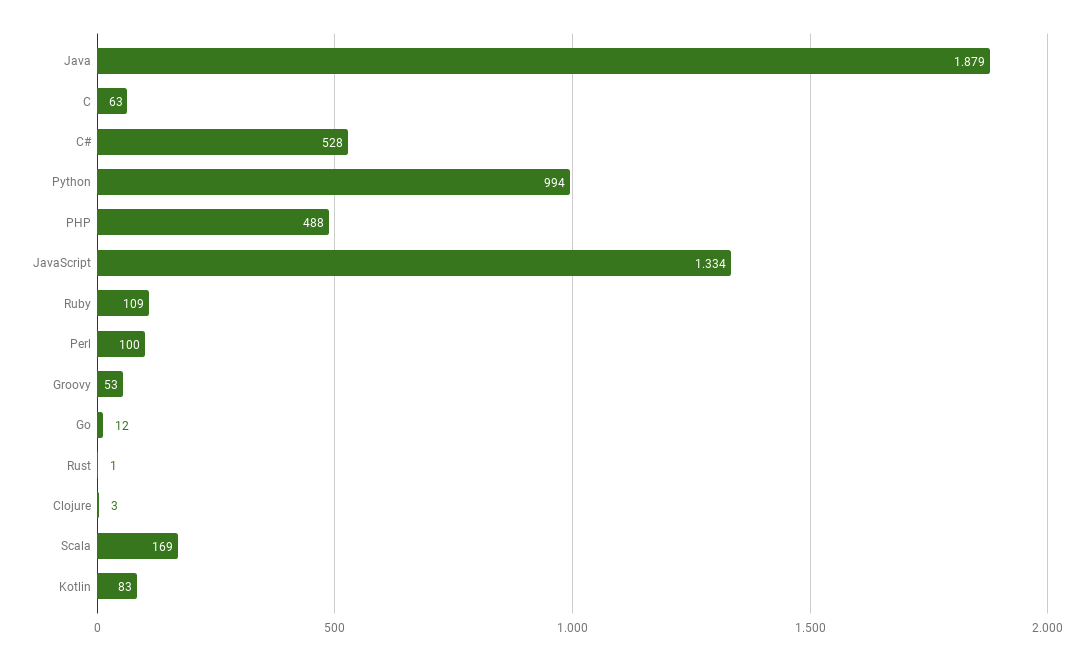 Java 1.879
C 63
C# 528
Python 994
PHP 488
JavaScript 1.334
Ruby 109
Perl 100
Groovy 53
Go 12
Rust 1
Clojure 3
Scala 169
Kotlin 83
0 500 1.000 1.500 2.000